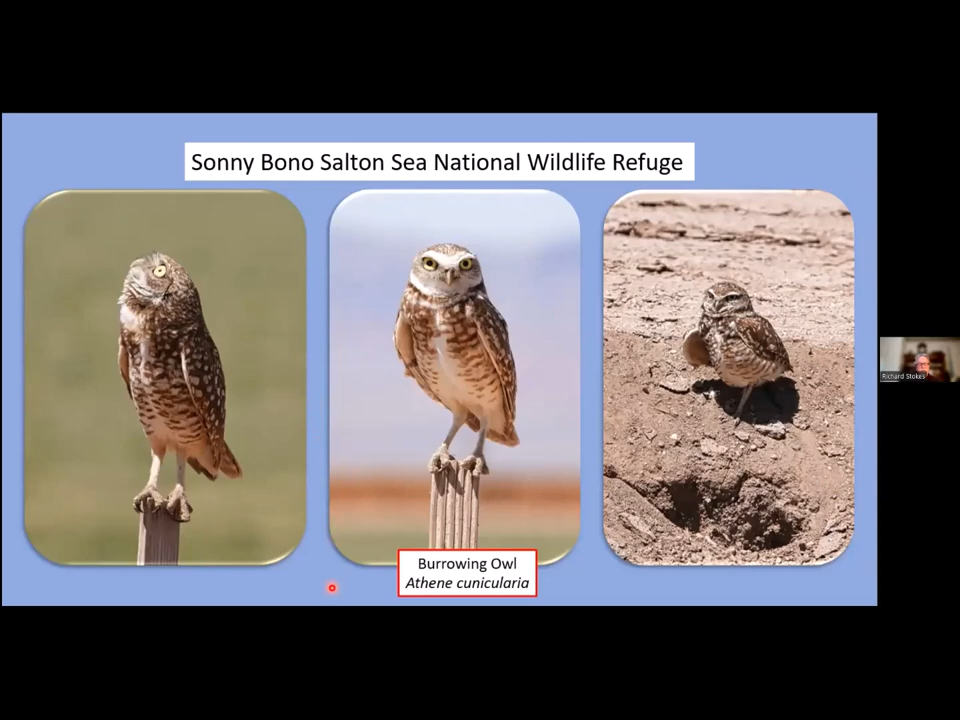 Sonny Bono Salton Sea National Wildlife Refuge
Burrowing Owl
Athene cunicularia
Richard Stokes